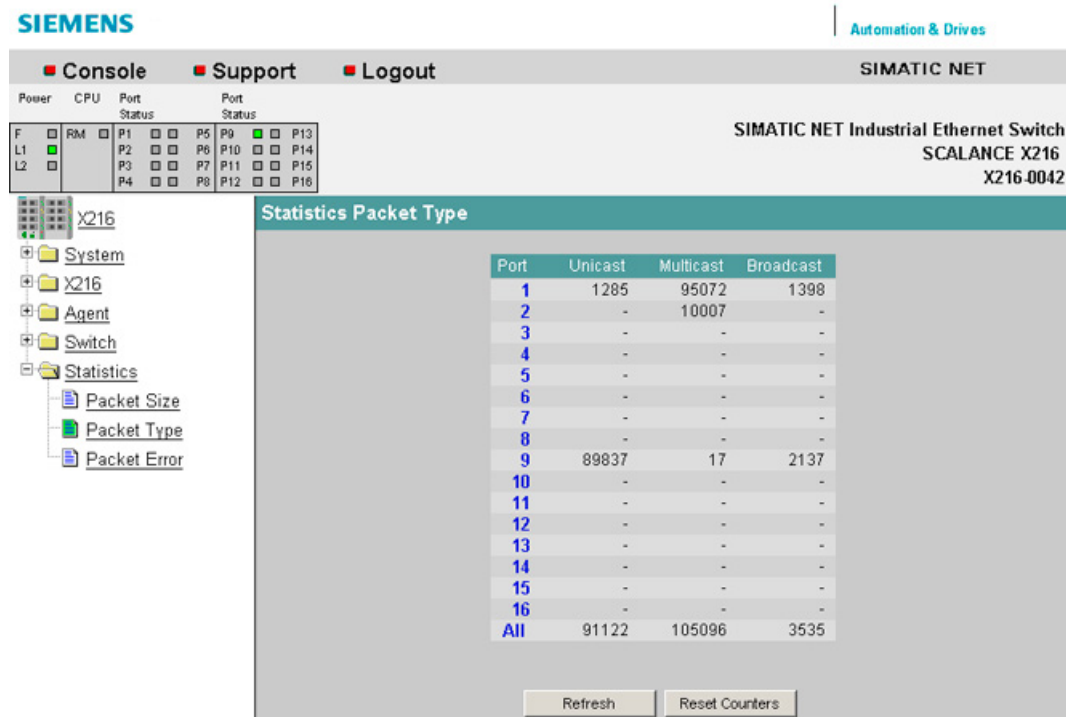 SIEMENS
Automation & Drives
Console Support Logout SIMATIC NET
Power CPU Port Status Port Status
F RM P1 P5 P9 P13
L1 P2 P6 P10 P14
L2 P3 P7 P11 P15
P4 P8 P12 P16
SIMATIC NET Industrial Ethernet Switch
SCALANCE X216
X216-0042
X216
System
X216
Agent
Switch
Statistics
Packet Size
Packet Type
Packet Error
Statistics Packet Type
Port Unicast Multicast Broadcast
1 1285 95072 1398
2 - 10007 -
3 - - -
4 - - -
5 - - -
6 - - -
7 - - -
8 - - -
9 89837 17 2137
10 - - -
11 - - -
12 - - -
13 - - -
14 - - -
15 - - -
16 - - -
All 91122 105096 3535
Refresh Reset Counters